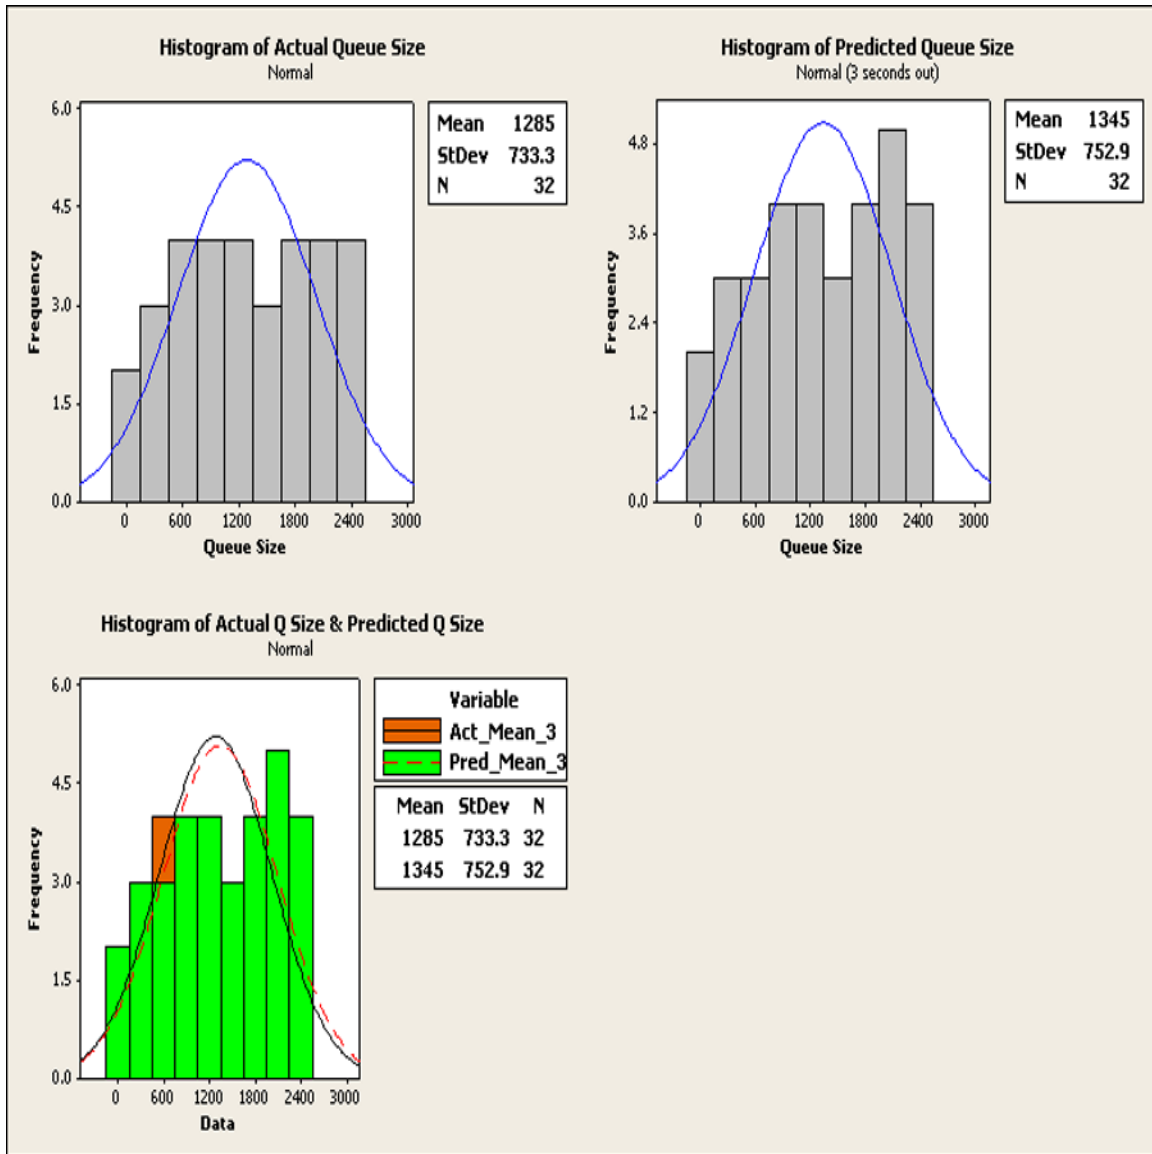 Histogram of Actual Queue Size
Normal
6.0
4.5
3.0
1.5
0.0
Frequency
0 600 1200 1800 2400 3000
Queue Size
Mean 1285
StDev 733.3
N 32
Histogram of Predicted Queue Size
Normal (3 seconds out)
4.8
3.6
2.4
1.2
0.0
Frequency
0 600 1200 1800 2400 3000
Queue Size
Mean 1345
StDev 752.9
N 32
Histogram of Actual Q Size & Predicted Q Size
Normal
6.0
4.5
3.0
1.5
0.0
Frequency
0 600 1200 1800 2400 3000
Data
Variable
Act_Mean_3
Pred_Mean_3
Mean StDev N
1285 733.3 32
1345 752.9 32